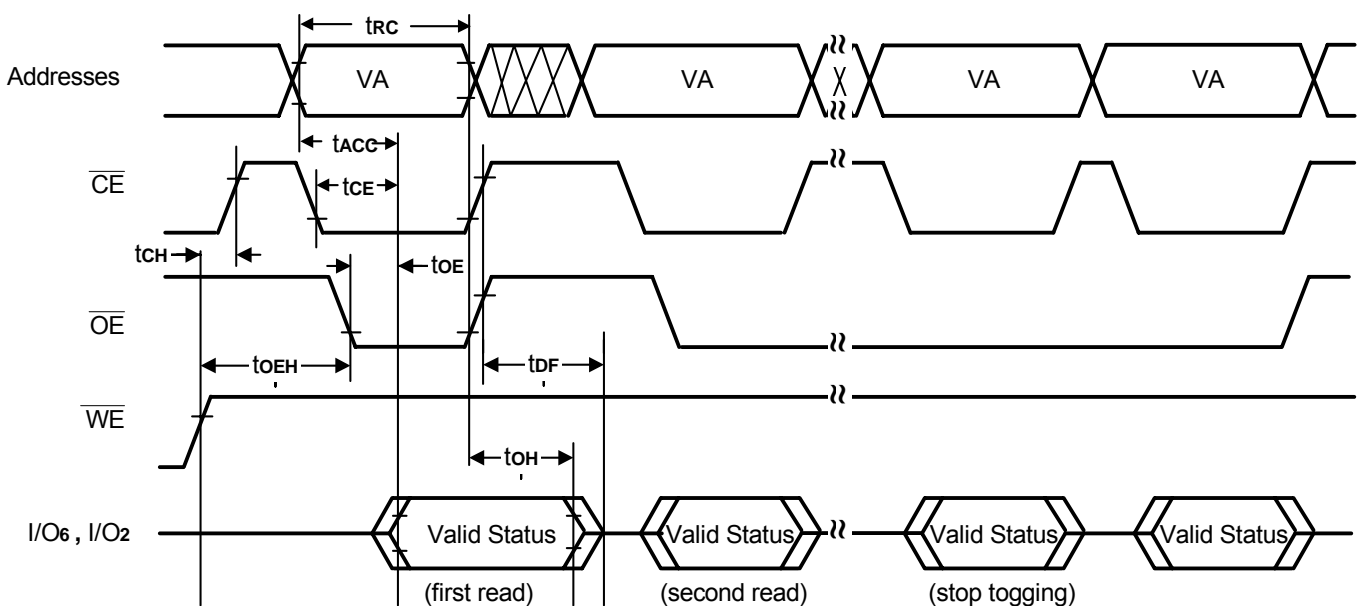 tRC
Addresses VA VA X VA VA
tACC
CE tCE
tCH tOE
OE
tOEH tDF
WE
tOH
I/O6 , I/O2 Valid Status Valid Status Valid Status Valid Status
(first read) (second read) (stop togging)